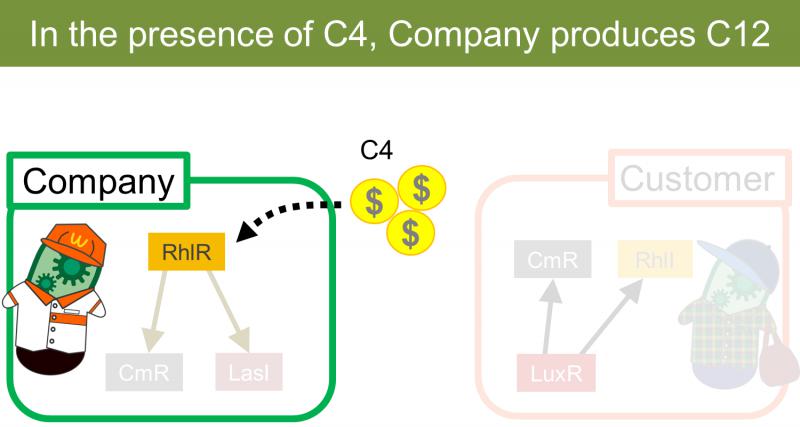 In the presence of C4, Company produces C12
C4
Company
Customer
$
$
$
W
RhlR
CmR
RhlI
CmR
LasI
LuxR